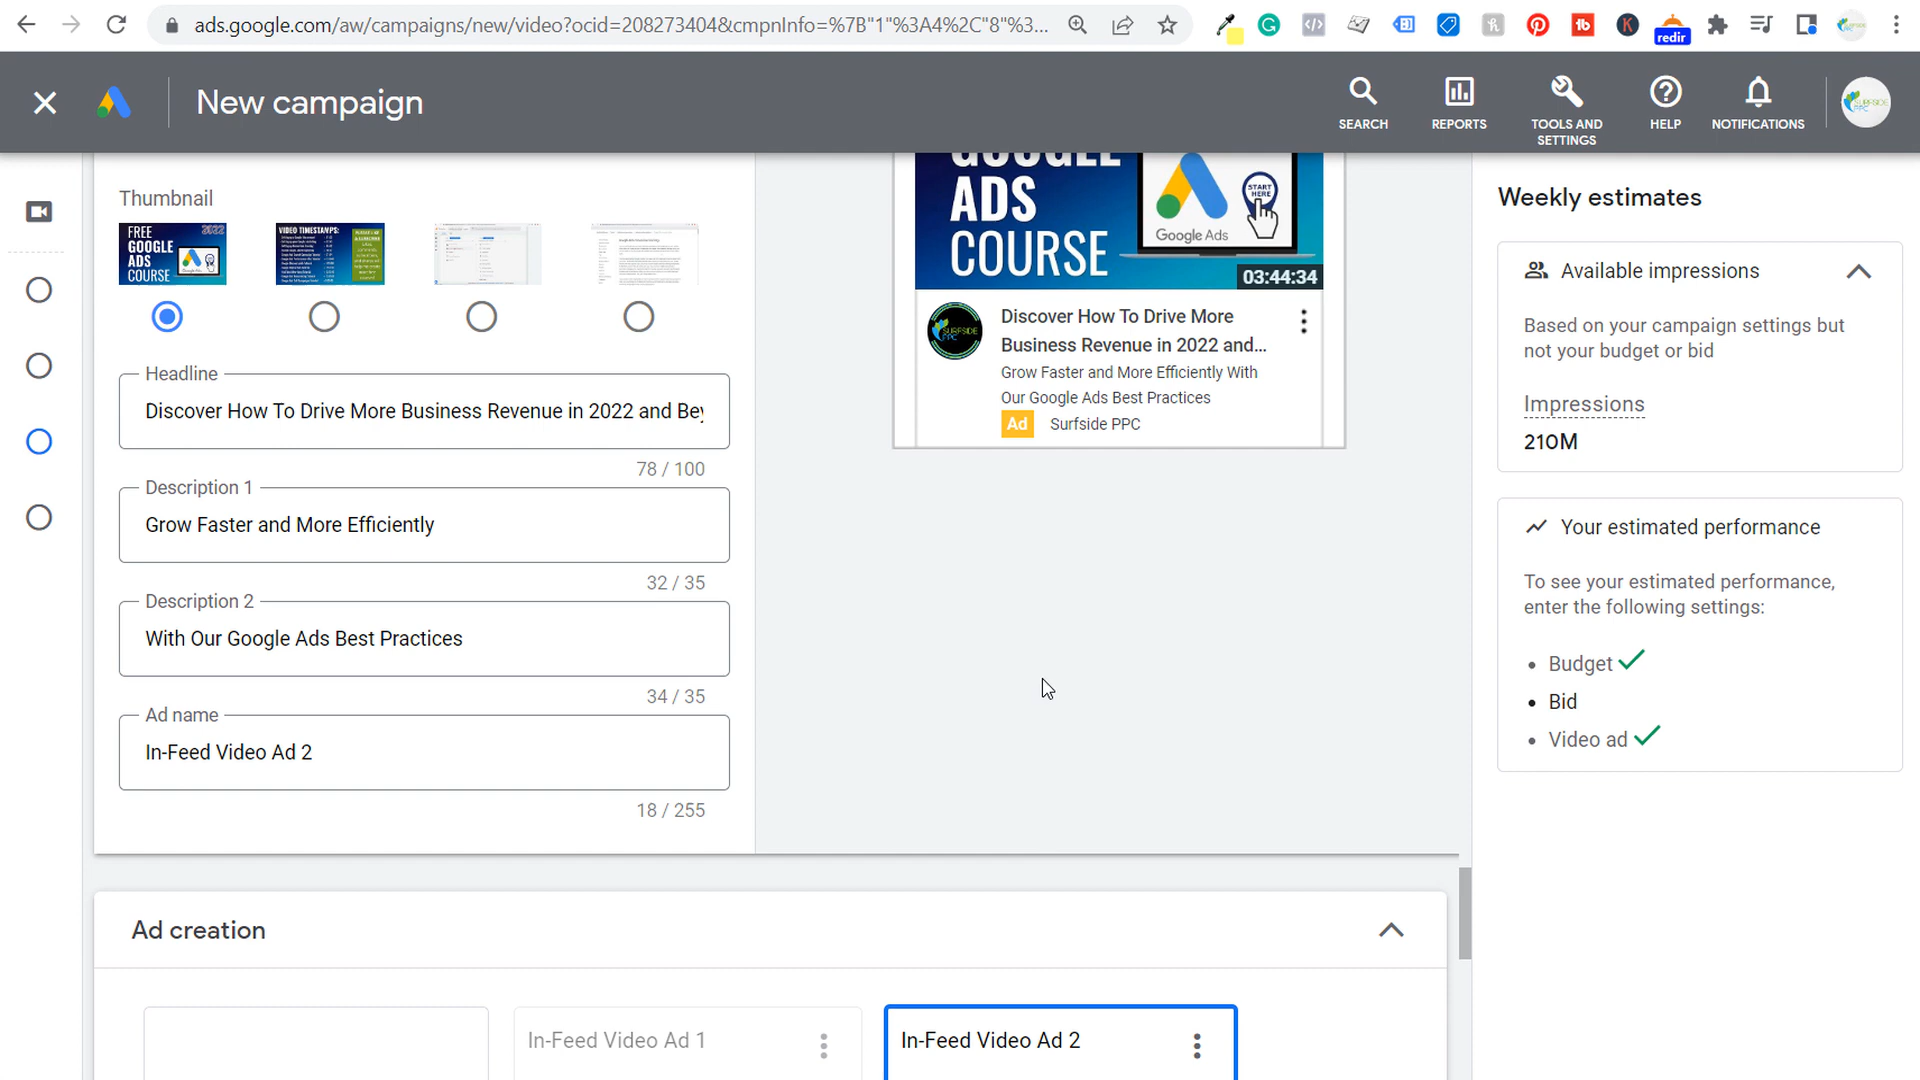 ads.google.com/aw/campaigns/new/video?ocid=208273404&cmpnInfo=%7B"1"%3A4%2C"8"%3...
redir
New campaign
SEARCH
REPORTS
TOOLS AND SETTINGS
HELP
NOTIFICATIONS
SURFSIDE PPC
Thumbnail
FREE 2022
GOOGLE
ADS
COURSE
VIDEO TIMESTAMPS:
Headline
Discover How To Drive More Business Revenue in 2022 and Bey
78 / 100
Description 1
Grow Faster and More Efficiently
32 / 35
Description 2
With Our Google Ads Best Practices
34 / 35
Ad name
In-Feed Video Ad 2
18 / 255
GOOGLE
ADS
COURSE
START
HERE
Google Ads
03:44:34
SURFSIDE
PPC
Discover How To Drive More
Business Revenue in 2022 and...
Grow Faster and More Efficiently With
Our Google Ads Best Practices
Ad Surfside PPC
Weekly estimates
Available impressions
Based on your campaign settings but
not your budget or bid
Impressions
210M
Your estimated performance
To see your estimated performance,
enter the following settings:
• Budget
• Bid
• Video ad
Ad creation
In-Feed Video Ad 1
In-Feed Video Ad 2